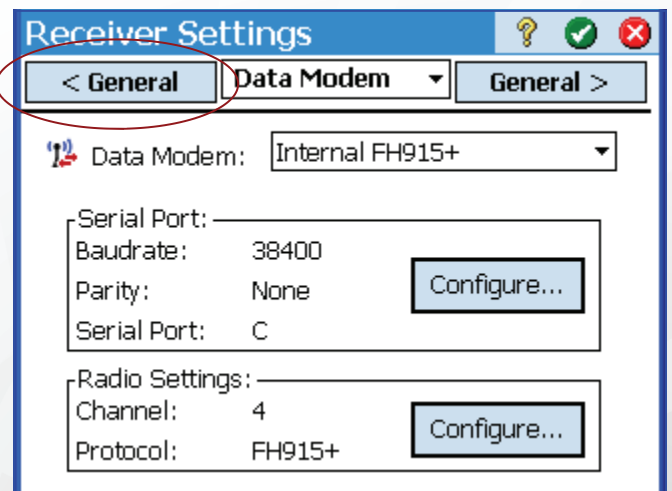 Receiver Settings ?
< General Data Modem General >
Data Modem: Internal FH915+
Serial Port:
Baudrate: 38400
Parity: None
Configure...
Serial Port: C
Radio Settings:
Channel: 4
Configure...
Protocol: FH915+